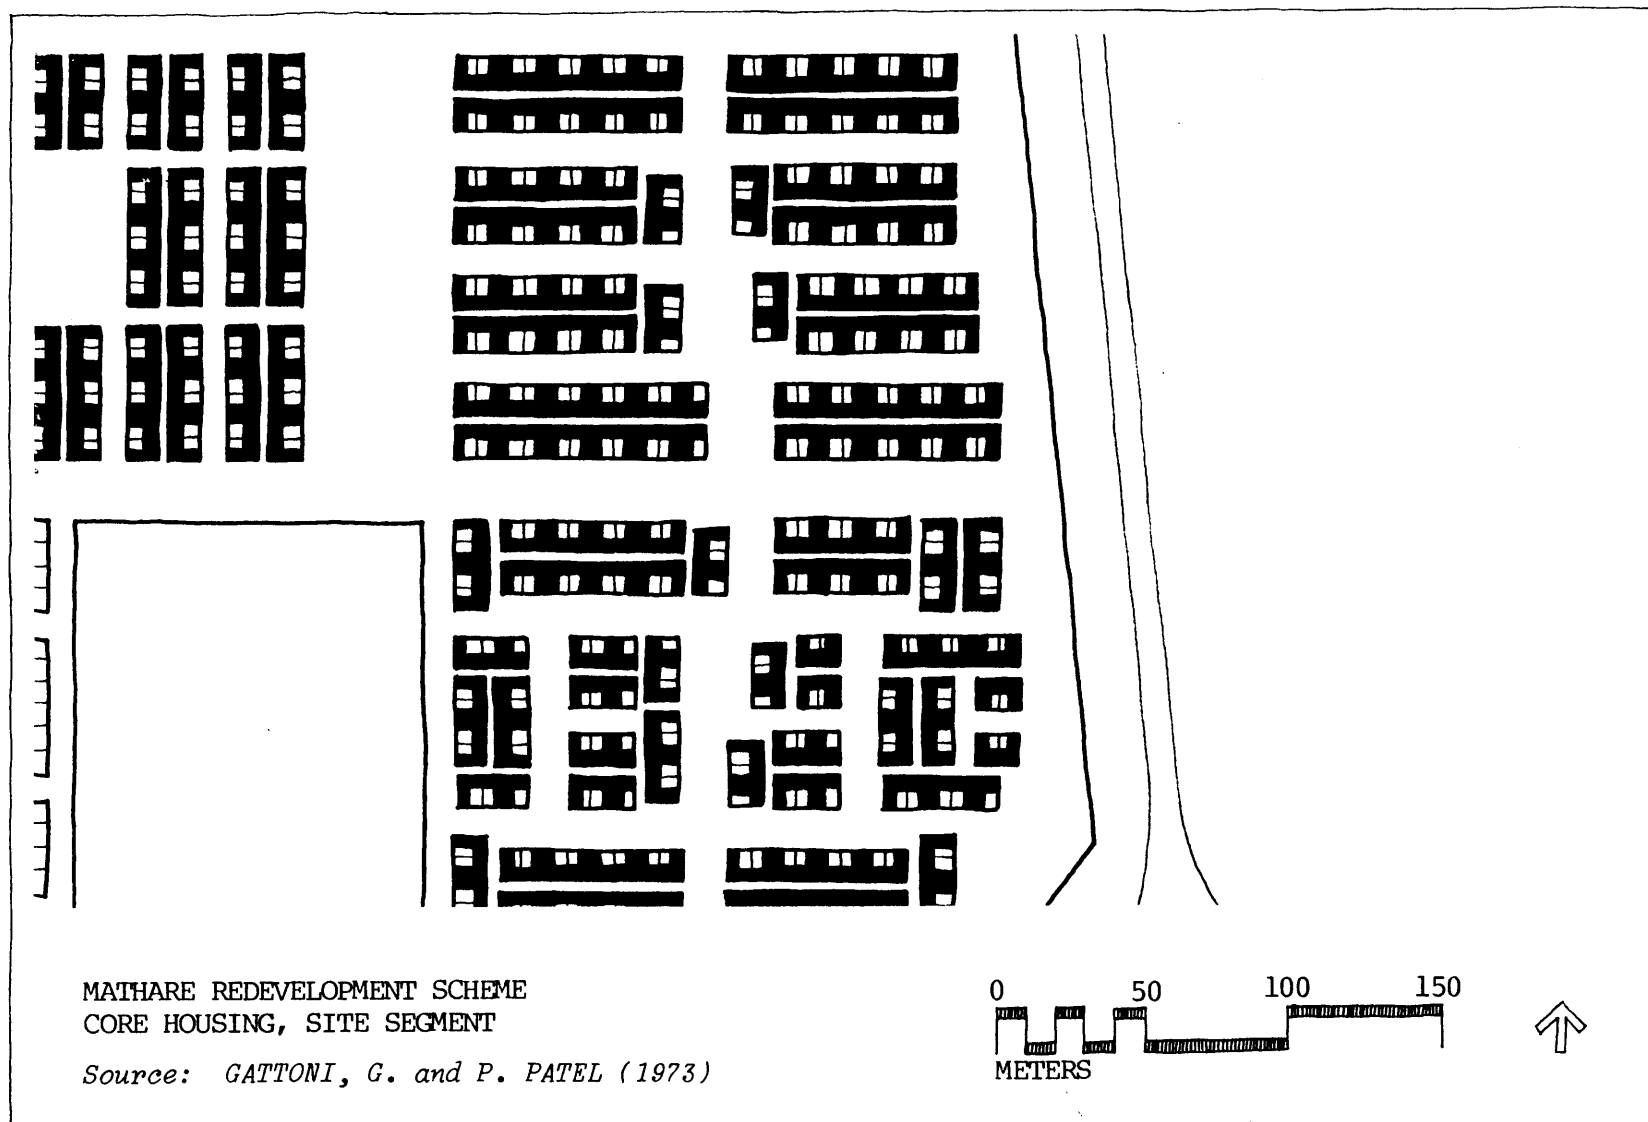 MATHARE REDEVELOPMENT SCHEME
CORE HOUSING, SITE SEGMENT
Source: GATTONI, G. and P. PATEL (1973)
0 50 100 150
METERS